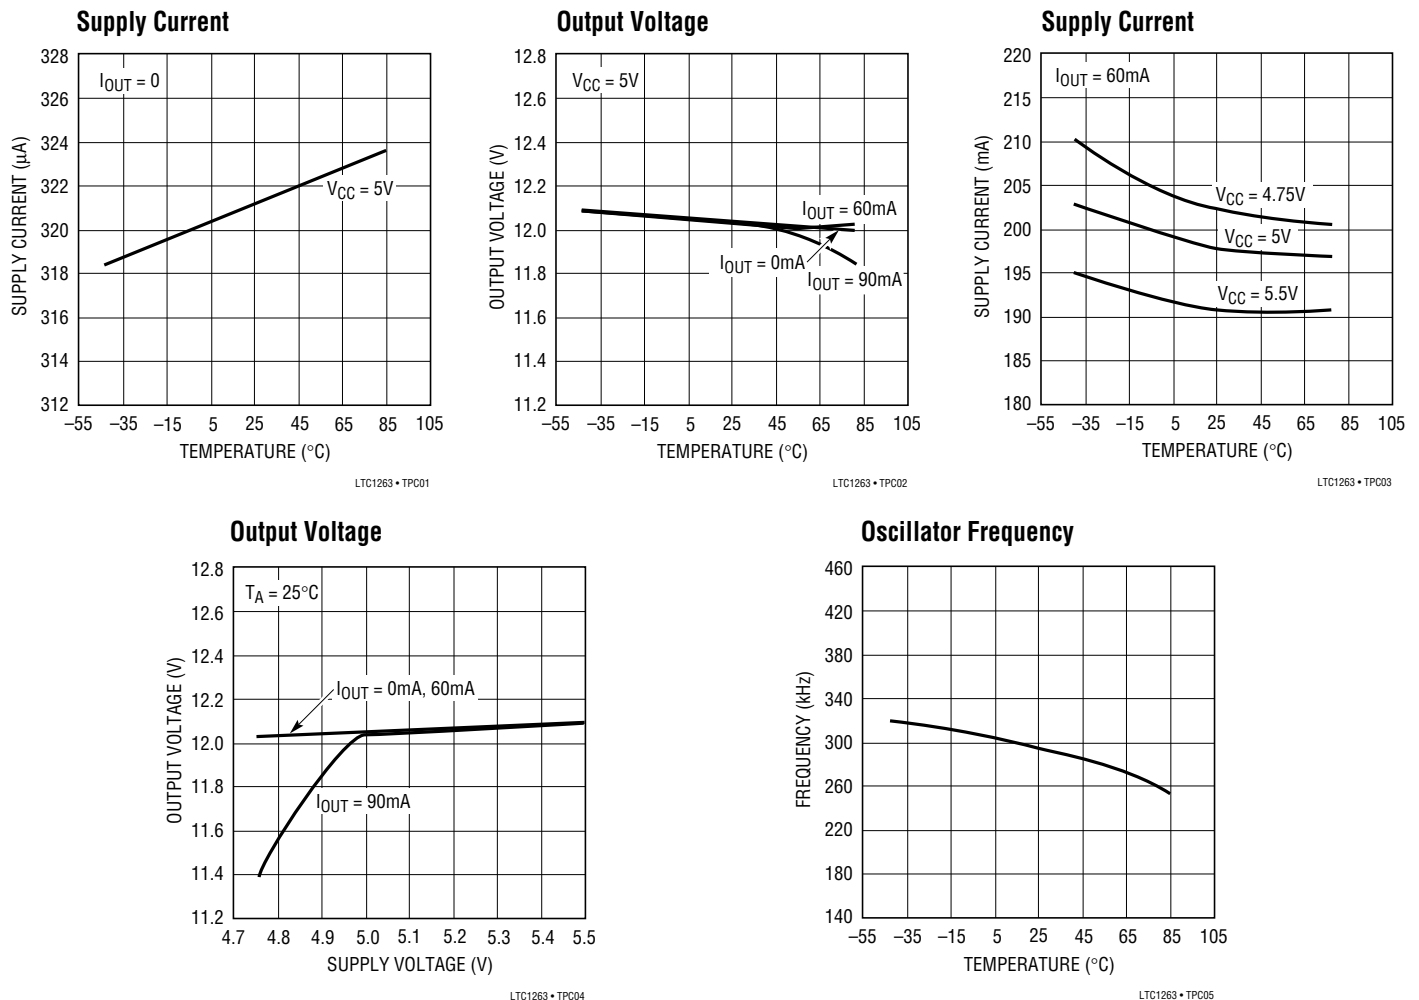 Supply Current
328
326
324
322
320
318
316
314
312
SUPPLY CURRENT (µA)
IOUT = 0
VCC = 5V
–55 –35 –15 5 25 45 65 85 105
TEMPERATURE (°C)
LTC1263 • TPC01
Output Voltage
12.8
12.6
12.4
12.2
12.0
11.8
11.6
11.4
11.2
OUTPUT VOLTAGE (V)
VCC = 5V
IOUT = 60mA
IOUT = 0mA
IOUT = 90mA
–55 –35 –15 5 25 45 65 85 105
TEMPERATURE (°C)
LTC1263 • TPC02
Supply Current
220
215
210
205
200
195
190
185
180
SUPPLY CURRENT (mA)
IOUT = 60mA
VCC = 4.75V
VCC = 5V
VCC = 5.5V
–55 –35 –15 5 25 45 65 85 105
TEMPERATURE (°C)
LTC1263 • TPC03
Output Voltage
12.8
12.6
12.4
12.2
12.0
11.8
11.6
11.4
11.2
OUTPUT VOLTAGE (V)
TA = 25°C
IOUT = 0mA, 60mA
IOUT = 90mA
4.7 4.8 4.9 5.0 5.1 5.2 5.3 5.4 5.5
SUPPLY VOLTAGE (V)
LTC1263 • TPC04
Oscillator Frequency
460
420
380
340
300
260
220
180
140
FREQUENCY (kHz)
–55 –35 –15 5 25 45 65 85 105
TEMPERATURE (°C)
LTC1263 • TPC05